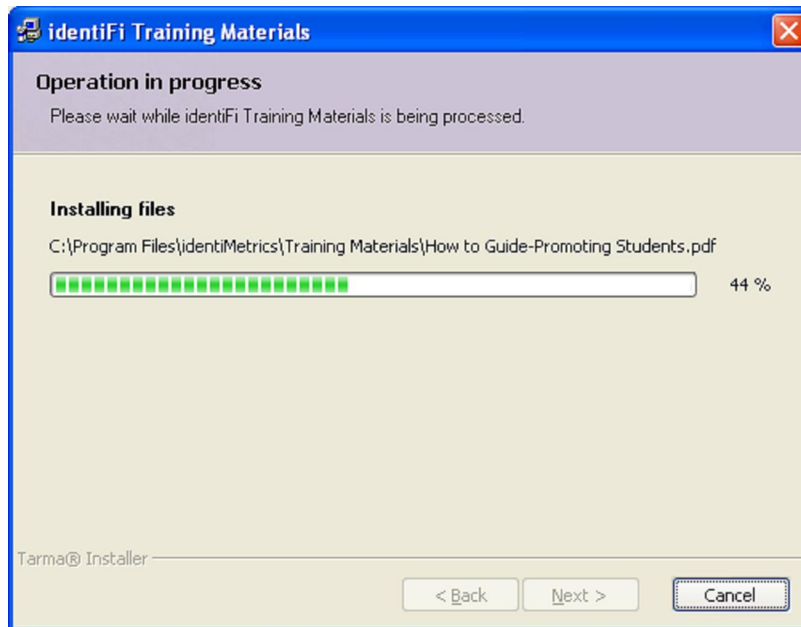 identiFi Training Materials
Operation in progress
Please wait while identiFi Training Materials is being processed.
Installing files
C:\Program Files\identiMetrics\Training Materials\How to Guide-Promoting Students.pdf
44 %
Tarma® Installer
< Back
Next >
Cancel